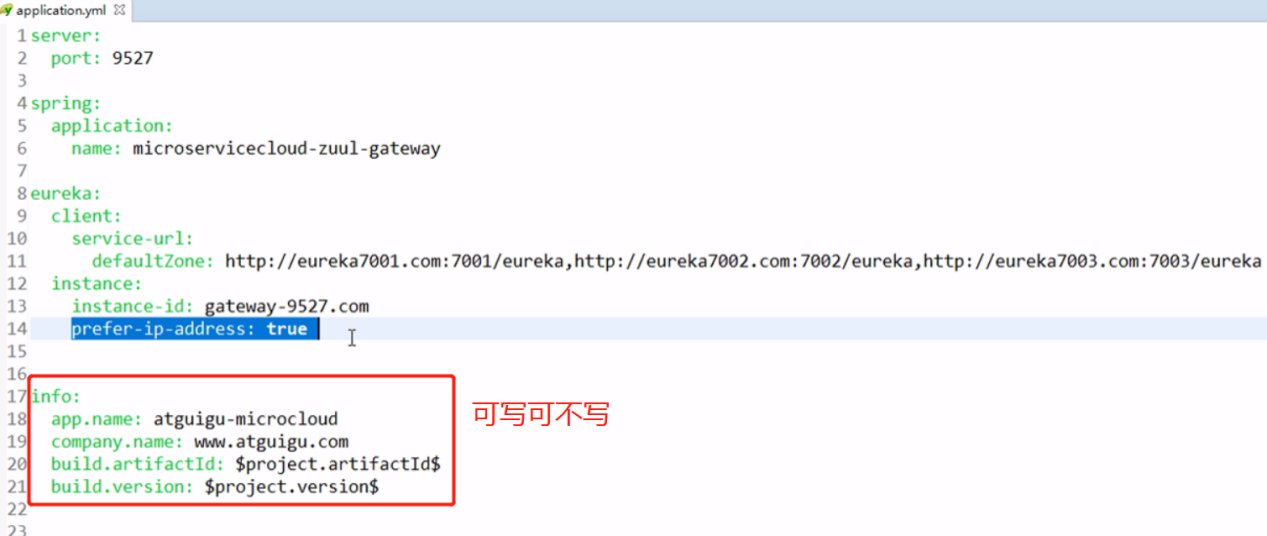 application.yml
1 server:
2   port: 9527
3
4 spring:
5   application:
6     name: microservicecloud-zuul-gateway
7
8 eureka:
9   client:
10     service-url:
11       defaultZone: http://eureka7001.com:7001/eureka,http://eureka7002.com:7002/eureka,http://eureka7003.com:7003/eureka
12   instance:
13     instance-id: gateway-9527.com
14     prefer-ip-address: true
15
16
17 info:
18   app.name: atguigu-microcloud
可写可不写
19   company.name: www.atguigu.com
20   build.artifactId: $project.artifactId$
21   build.version: $project.version$
22
23